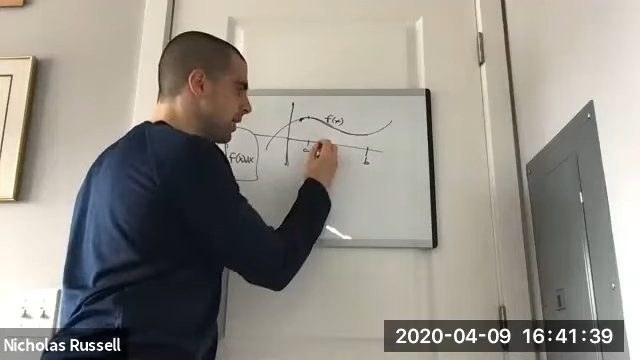 f(x)
f(x)dx
b
Nicholas Russell
2020-04-09 16:41:39